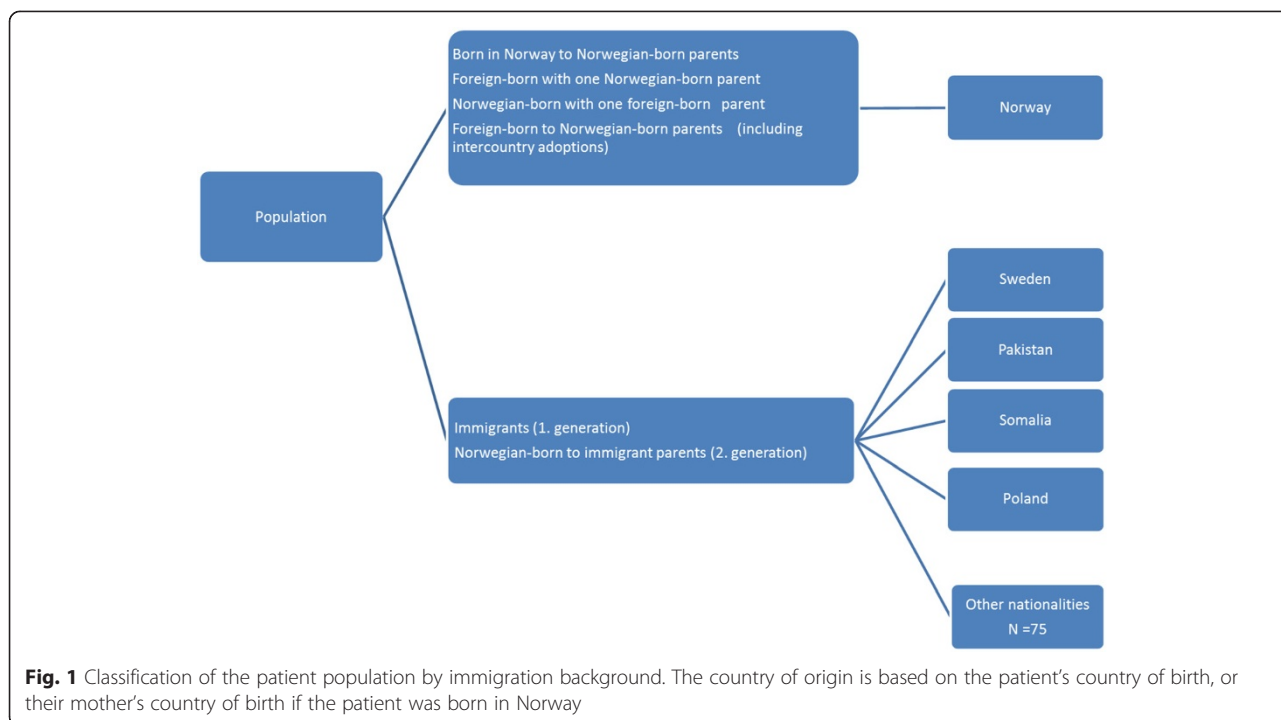 Born in Norway to Norwegian-born parents
Foreign-born with one Norwegian-born parent
Norwegian-born with one foreign-born parent
Foreign-born to Norwegian-born parents (including
intercountry adoptions)
Norway
Population
Sweden
Pakistan
Immigrants (1. generation)
Norwegian-born to immigrant parents (2. generation)
Somalia
Poland
Other nationalities
N =75
Fig. 1 Classification of the patient population by immigration background. The country of origin is based on the patient’s country of birth, or
their mother’s country of birth if the patient was born in Norway